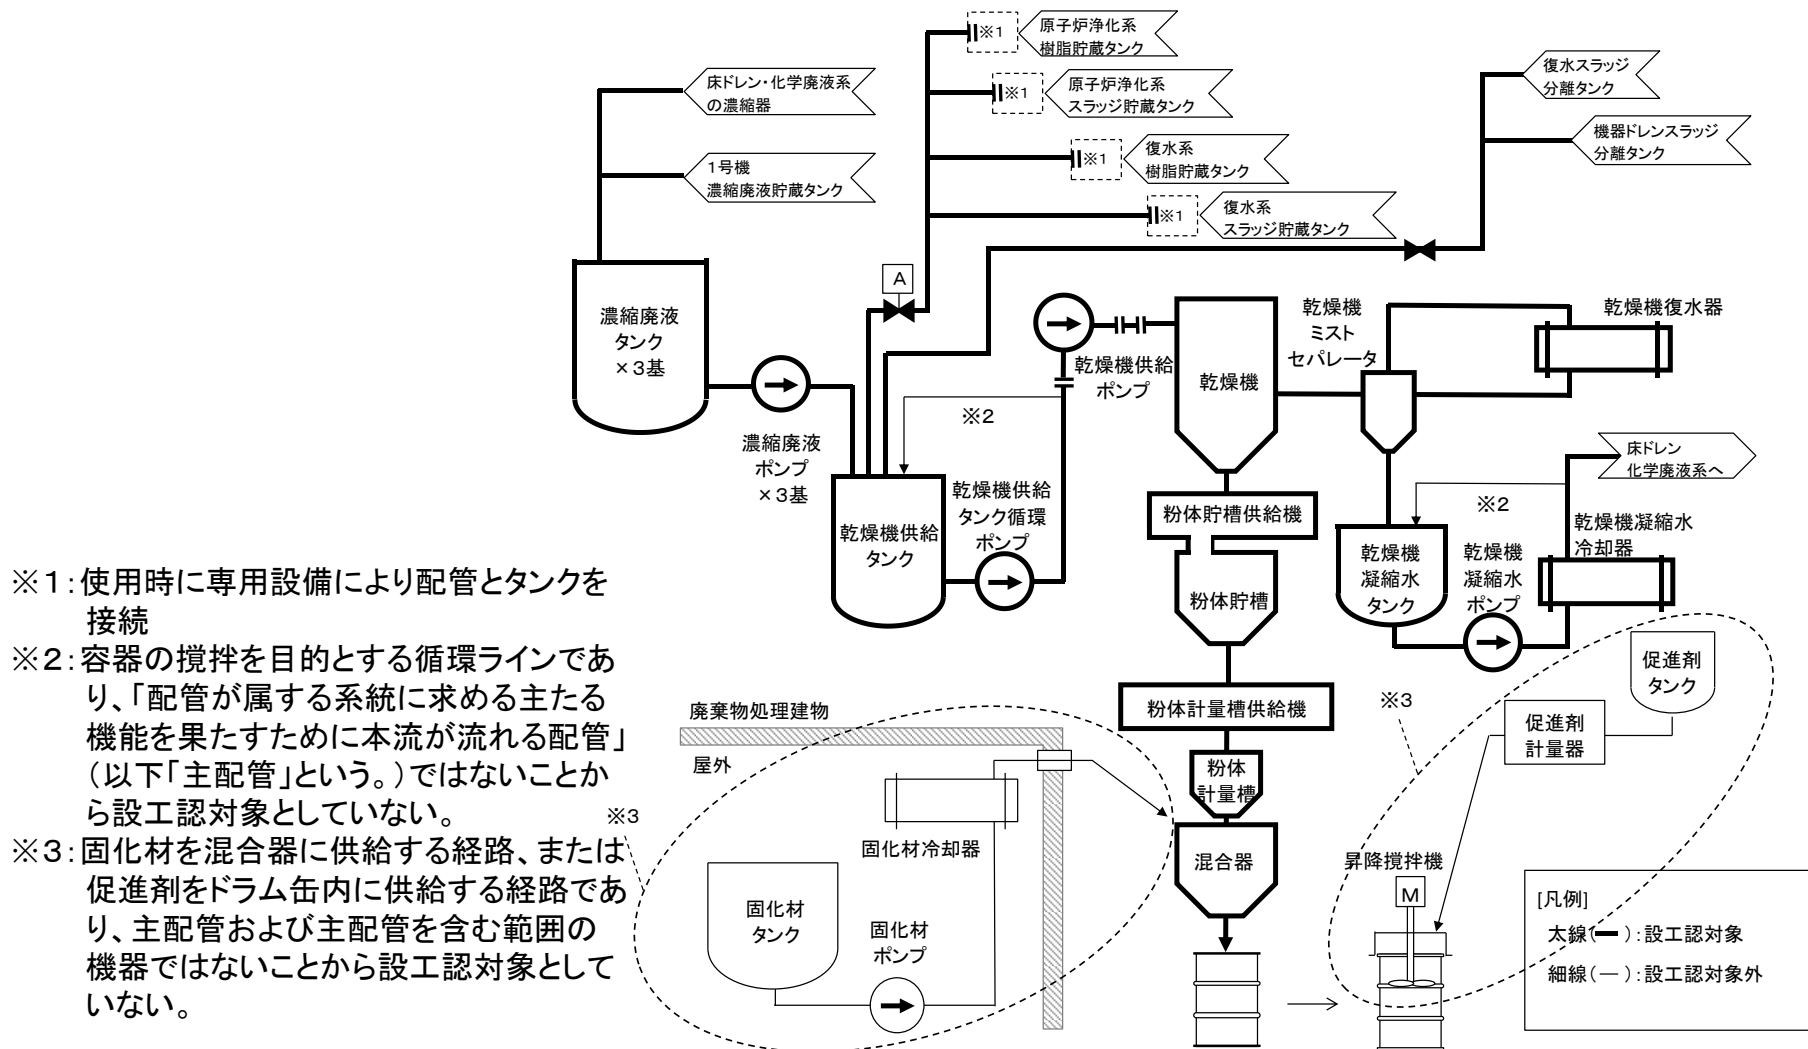 ※1
原子炉浄化系
樹脂貯蔵タンク
床ドレン・化学廃液系
の濃縮器
※1
原子炉浄化系
スラッジ貯蔵タンク
復水スラッジ
分離タンク
機器ドレンスラッジ
分離タンク
1号機
濃縮廃液貯蔵タンク
※1
復水系
樹脂貯蔵タンク
※1
復水系
スラッジ貯蔵タンク
A
濃縮廃液
タンク
×3基
乾燥機供給
ポンプ
乾燥機
乾燥機
ミスト
セパレータ
乾燥機復水器
※2
濃縮廃液
ポンプ
×3基
乾燥機供給
タンク循環
ポンプ
乾燥機供給
タンク
粉体貯槽供給機
粉体貯槽
床ドレン
化学廃液系へ
※2
乾燥機凝縮水
冷却器
乾燥機
凝縮水
タンク
乾燥機
凝縮水
ポンプ
※1:使用時に専用設備により配管とタンクを
接続
※2:容器の撹拌を目的とする循環ラインであ
り、「配管が属する系統に求める主たる
機能を果たすために本流が流れる配管」
(以下「主配管」という。)ではないことか
ら設工認対象としていない。
※3:固化材を混合器に供給する経路、または
促進剤をドラム缶内に供給する経路であ
り、主配管および主配管を含む範囲の
機器ではないことから設工認対象として
いない。
廃棄物処理建物
屋外
※3
固化材冷却器
固化材
タンク
固化材
ポンプ
粉体計量槽供給機
粉体
計量槽
混合器
※3
促進剤
タンク
促進剤
計量器
昇降撹拌機
M
[凡例]
太線(━):設工認対象
細線(―):設工認対象外